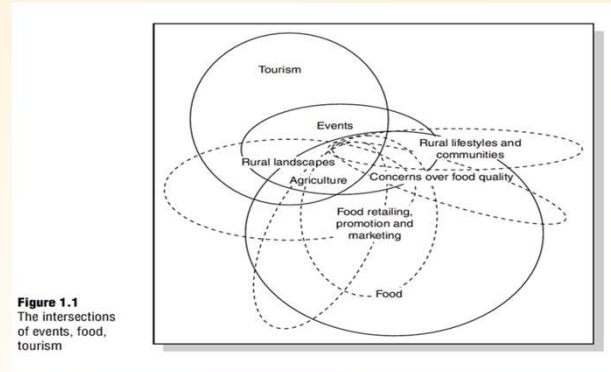 Tourism
Events
Rural lifestyles and
communities
Rural landscapes
Agriculture
Concerns over food quality
Food retailing,
promotion and
marketing
Food
Figure 1.1
The intersections
of events, food,
tourism